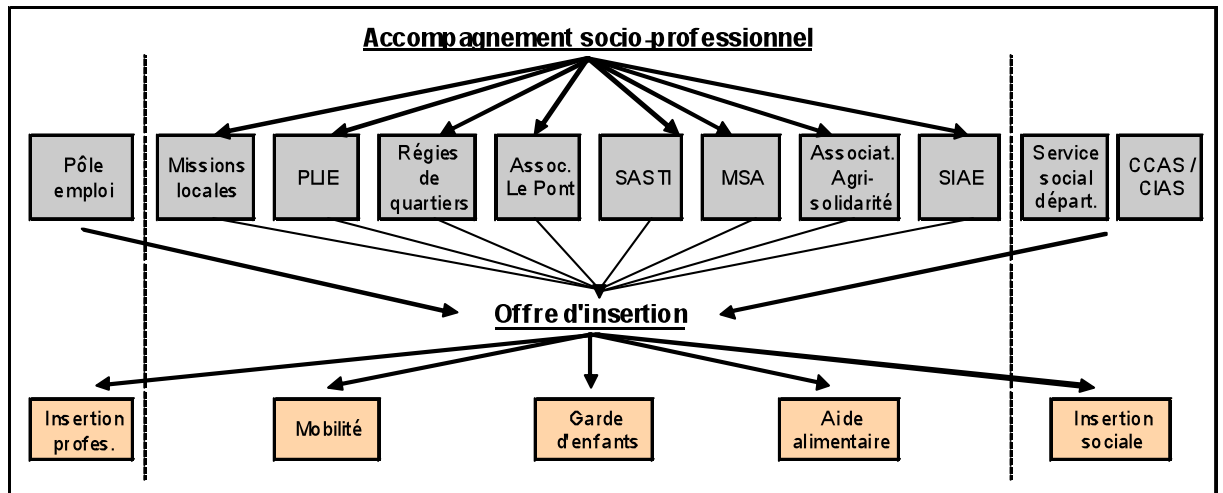 Accompagnement socio-professionnel
Pôle
emploi
Missions
locales
PLIE
Régies
de
quartiers
Assoc.
Le Pont
SASTI
MSA
Associat.
Agri-
solidarité
SIAE
Service
social
départ.
CCAS /
CIAS
Offre d'insertion
Insertion
profes.
Mobilité
Garde
d'enfants
Aide
alimentaire
Insertion
sociale